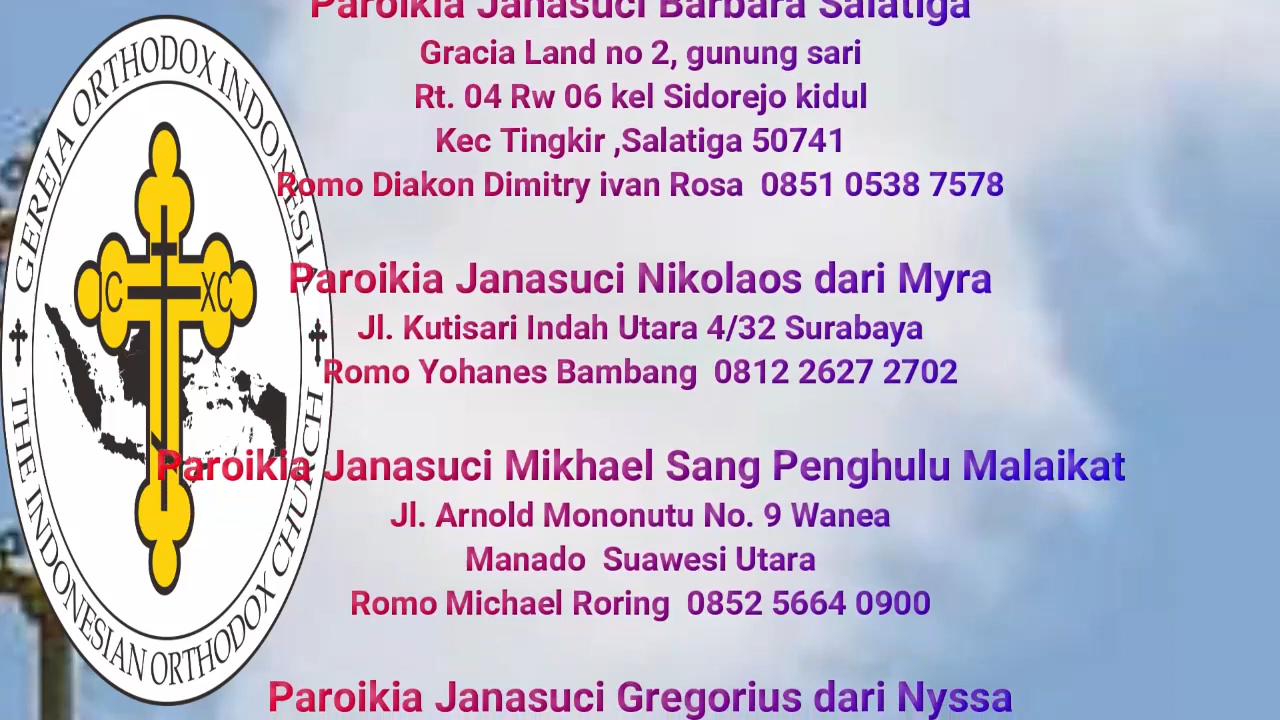 Paroikia Janasuci Barbara Salatiga
Gracia Land no 2, gunung sari
Rt. 04 Rw 06 kel Sidorejo kidul
Kec Tingkir ,Salatiga 50741
Romo Diakon Dimitry ivan Rosa 0851 0538 7578
Paroikia Janasuci Nikolaos dari Myra
Jl. Kutisari Indah Utara 4/32 Surabaya
Romo Yohanes Bambang 0812 2627 2702
Paroikia Janasuci Mikhael Sang Penghulu Malaikat
Jl. Arnold Mononutu No. 9 Wanea
Manado Suawesi Utara
Romo Michael Roring 0852 5664 0900
Paroikia Janasuci Gregorius dari Nyssa
GEREJA ORTHODOX INDONESIA
IC XC
THE INDONESIAN ORTHODOX CHURCH